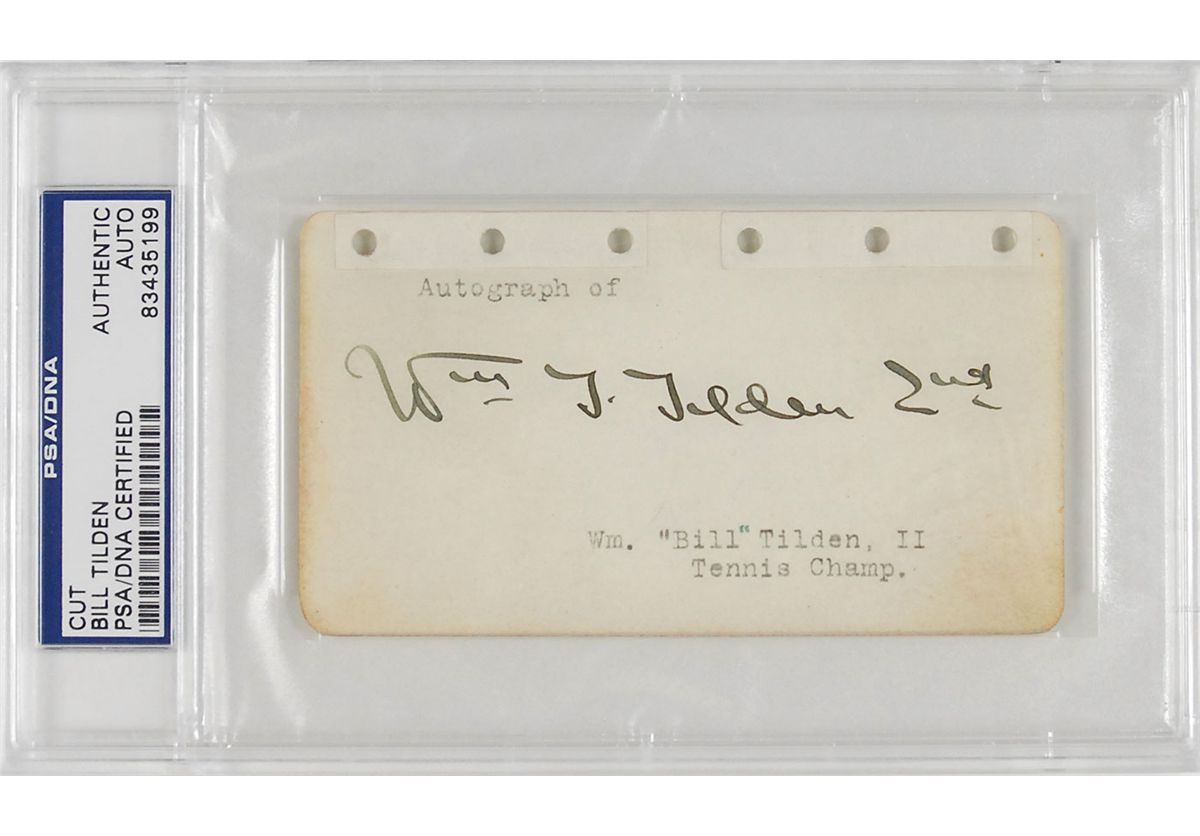 PSA/DNA
CUT
BILL TILDEN
PSA/DNA CERTIFIED
AUTHENTIC
AUTO
83435199
Autograph of
Wm T. Tilden 2nd
Wm. "Bill" Tilden, II
Tennis Champ.